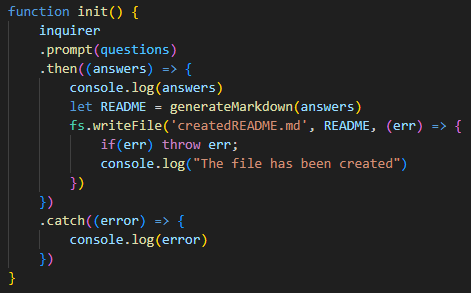 function init() {
    inquirer
    .prompt(questions)
    .then((answers) => {
        console.log(answers)
        let README = generateMarkdown(answers)
        fs.writeFile('createdREADME.md', README, (err) => {
            if(err) throw err;
            console.log("The file has been created")
        })
    })
    .catch((error) => {
        console.log(error)
    })
}